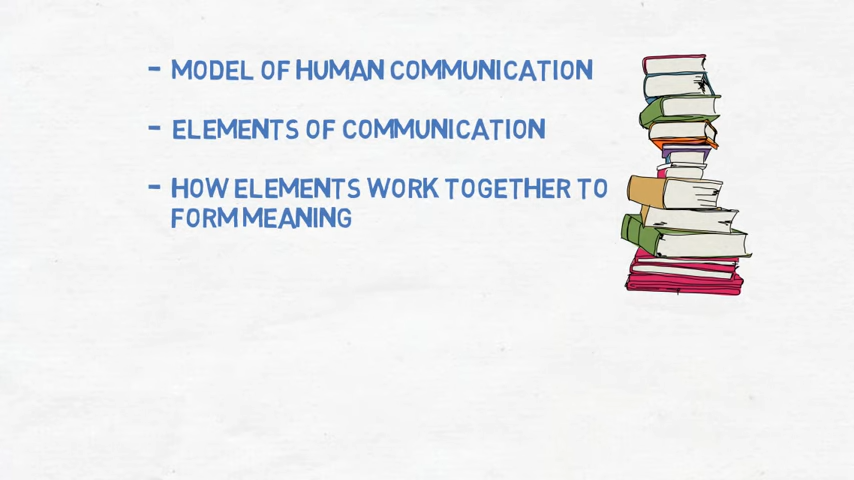 - MODEL OF HUMAN COMMUNICATION
- ELEMENTS OF COMMUNICATION
- HOW ELEMENTS WORK TOGETHER TO
FORM MEANING